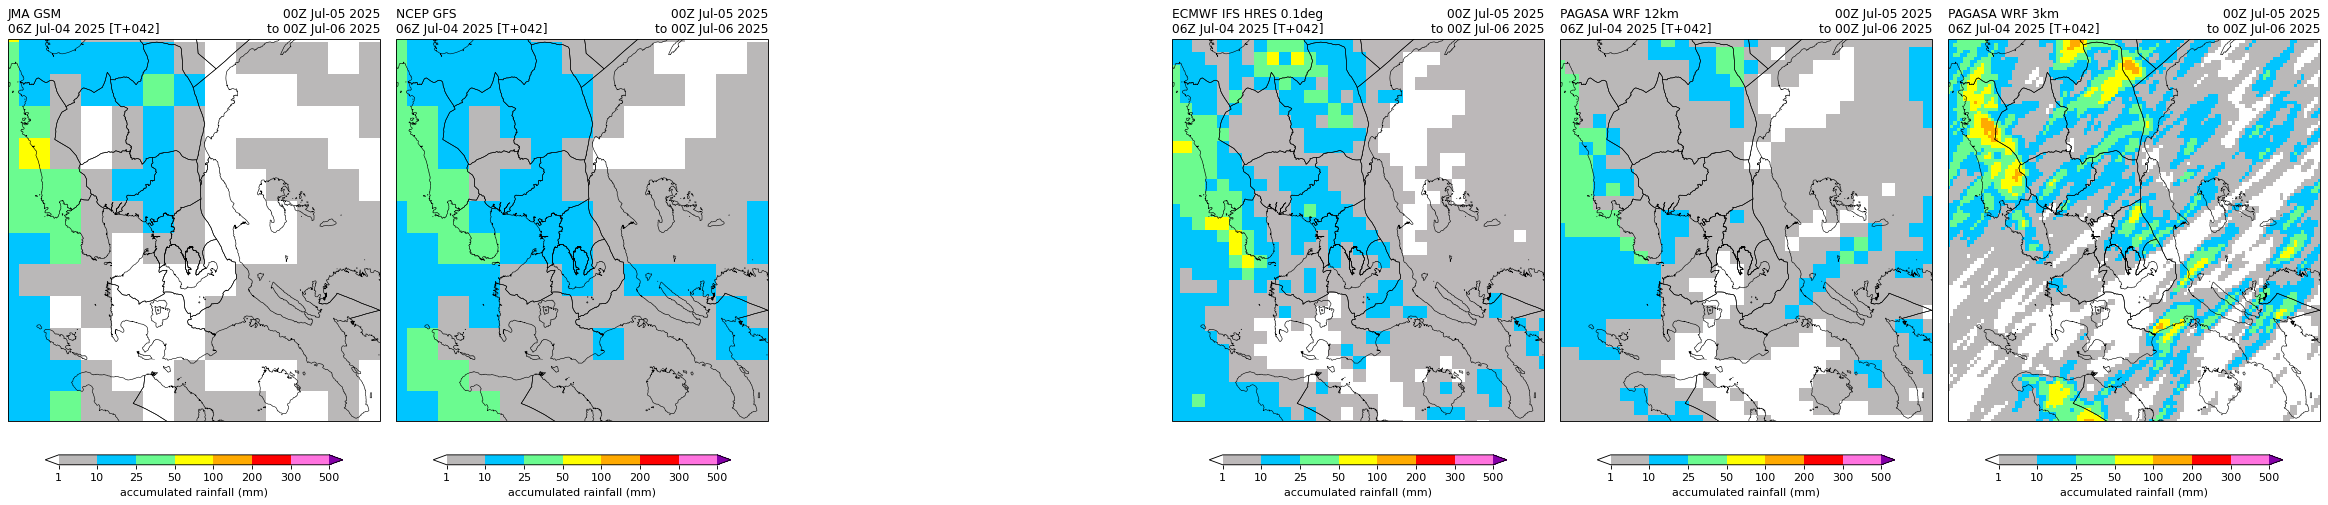 JMA GSM 00Z Jul-05 2025
06Z Jul-04 2025 [T+042] to 00Z Jul-06 2025
1 10 25 50 100 200 300 500
accumulated rainfall (mm)
NCEP GFS 00Z Jul-05 2025
06Z Jul-04 2025 [T+042] to 00Z Jul-06 2025
1 10 25 50 100 200 300 500
accumulated rainfall (mm)
ECMWF IFS HRES 0.1deg 00Z Jul-05 2025
06Z Jul-04 2025 [T+042] to 00Z Jul-06 2025
1 10 25 50 100 200 300 500
accumulated rainfall (mm)
PAGASA WRF 12km 00Z Jul-05 2025
06Z Jul-04 2025 [T+042] to 00Z Jul-06 2025
1 10 25 50 100 200 300 500
accumulated rainfall (mm)
PAGASA WRF 3km 00Z Jul-05 2025
06Z Jul-04 2025 [T+042] to 00Z Jul-06 2025
1 10 25 50 100 200 300 500
accumulated rainfall (mm)